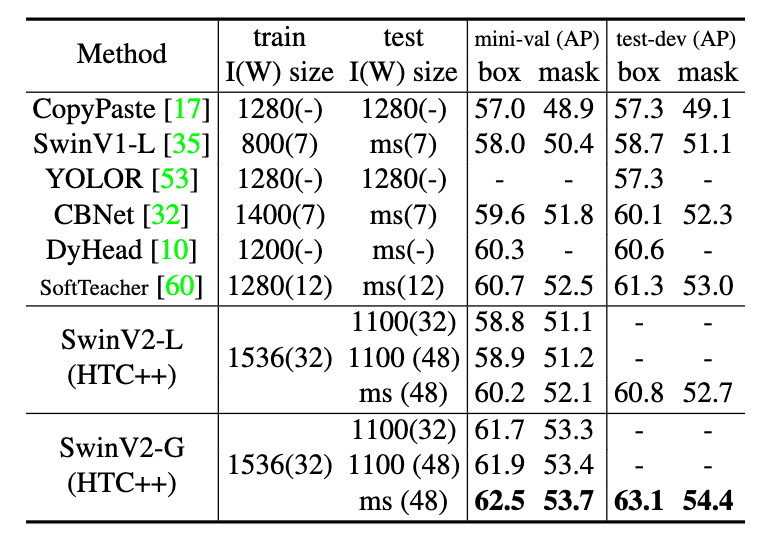 Method train test mini-val (AP) test-dev (AP)
I(W) size I(W) size box mask box mask
CopyPaste [17] 1280(-) 1280(-) 57.0 48.9 57.3 49.1
SwinV1-L [35] 800(7) ms(7) 58.0 50.4 58.7 51.1
YOLOR [53] 1280(-) 1280(-) - - 57.3 -
CBNet [32] 1400(7) ms(7) 59.6 51.8 60.1 52.3
DyHead [10] 1200(-) ms(-) 60.3 - 60.6 -
SoftTeacher [60] 1280(12) ms(12) 60.7 52.5 61.3 53.0
SwinV2-L
(HTC++)
1536(32)
1100(32) 58.8 51.1 - -
1100 (48) 58.9 51.2 - -
ms (48) 60.2 52.1 60.8 52.7
SwinV2-G
(HTC++)
1536(32)
1100(32) 61.7 53.3 - -
1100 (48) 61.9 53.4 - -
ms (48) 62.5 53.7 63.1 54.4